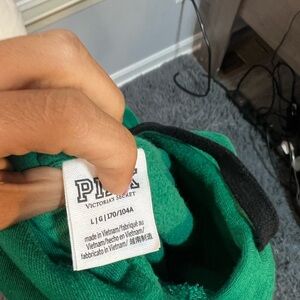 PINK
VICTORIA'S SECRET
L|G|170/104A
made in Vietnam/fabriqué au
Vietnam/hecho en Vietnam/
fabbricato in Vietnam/ 越南制造